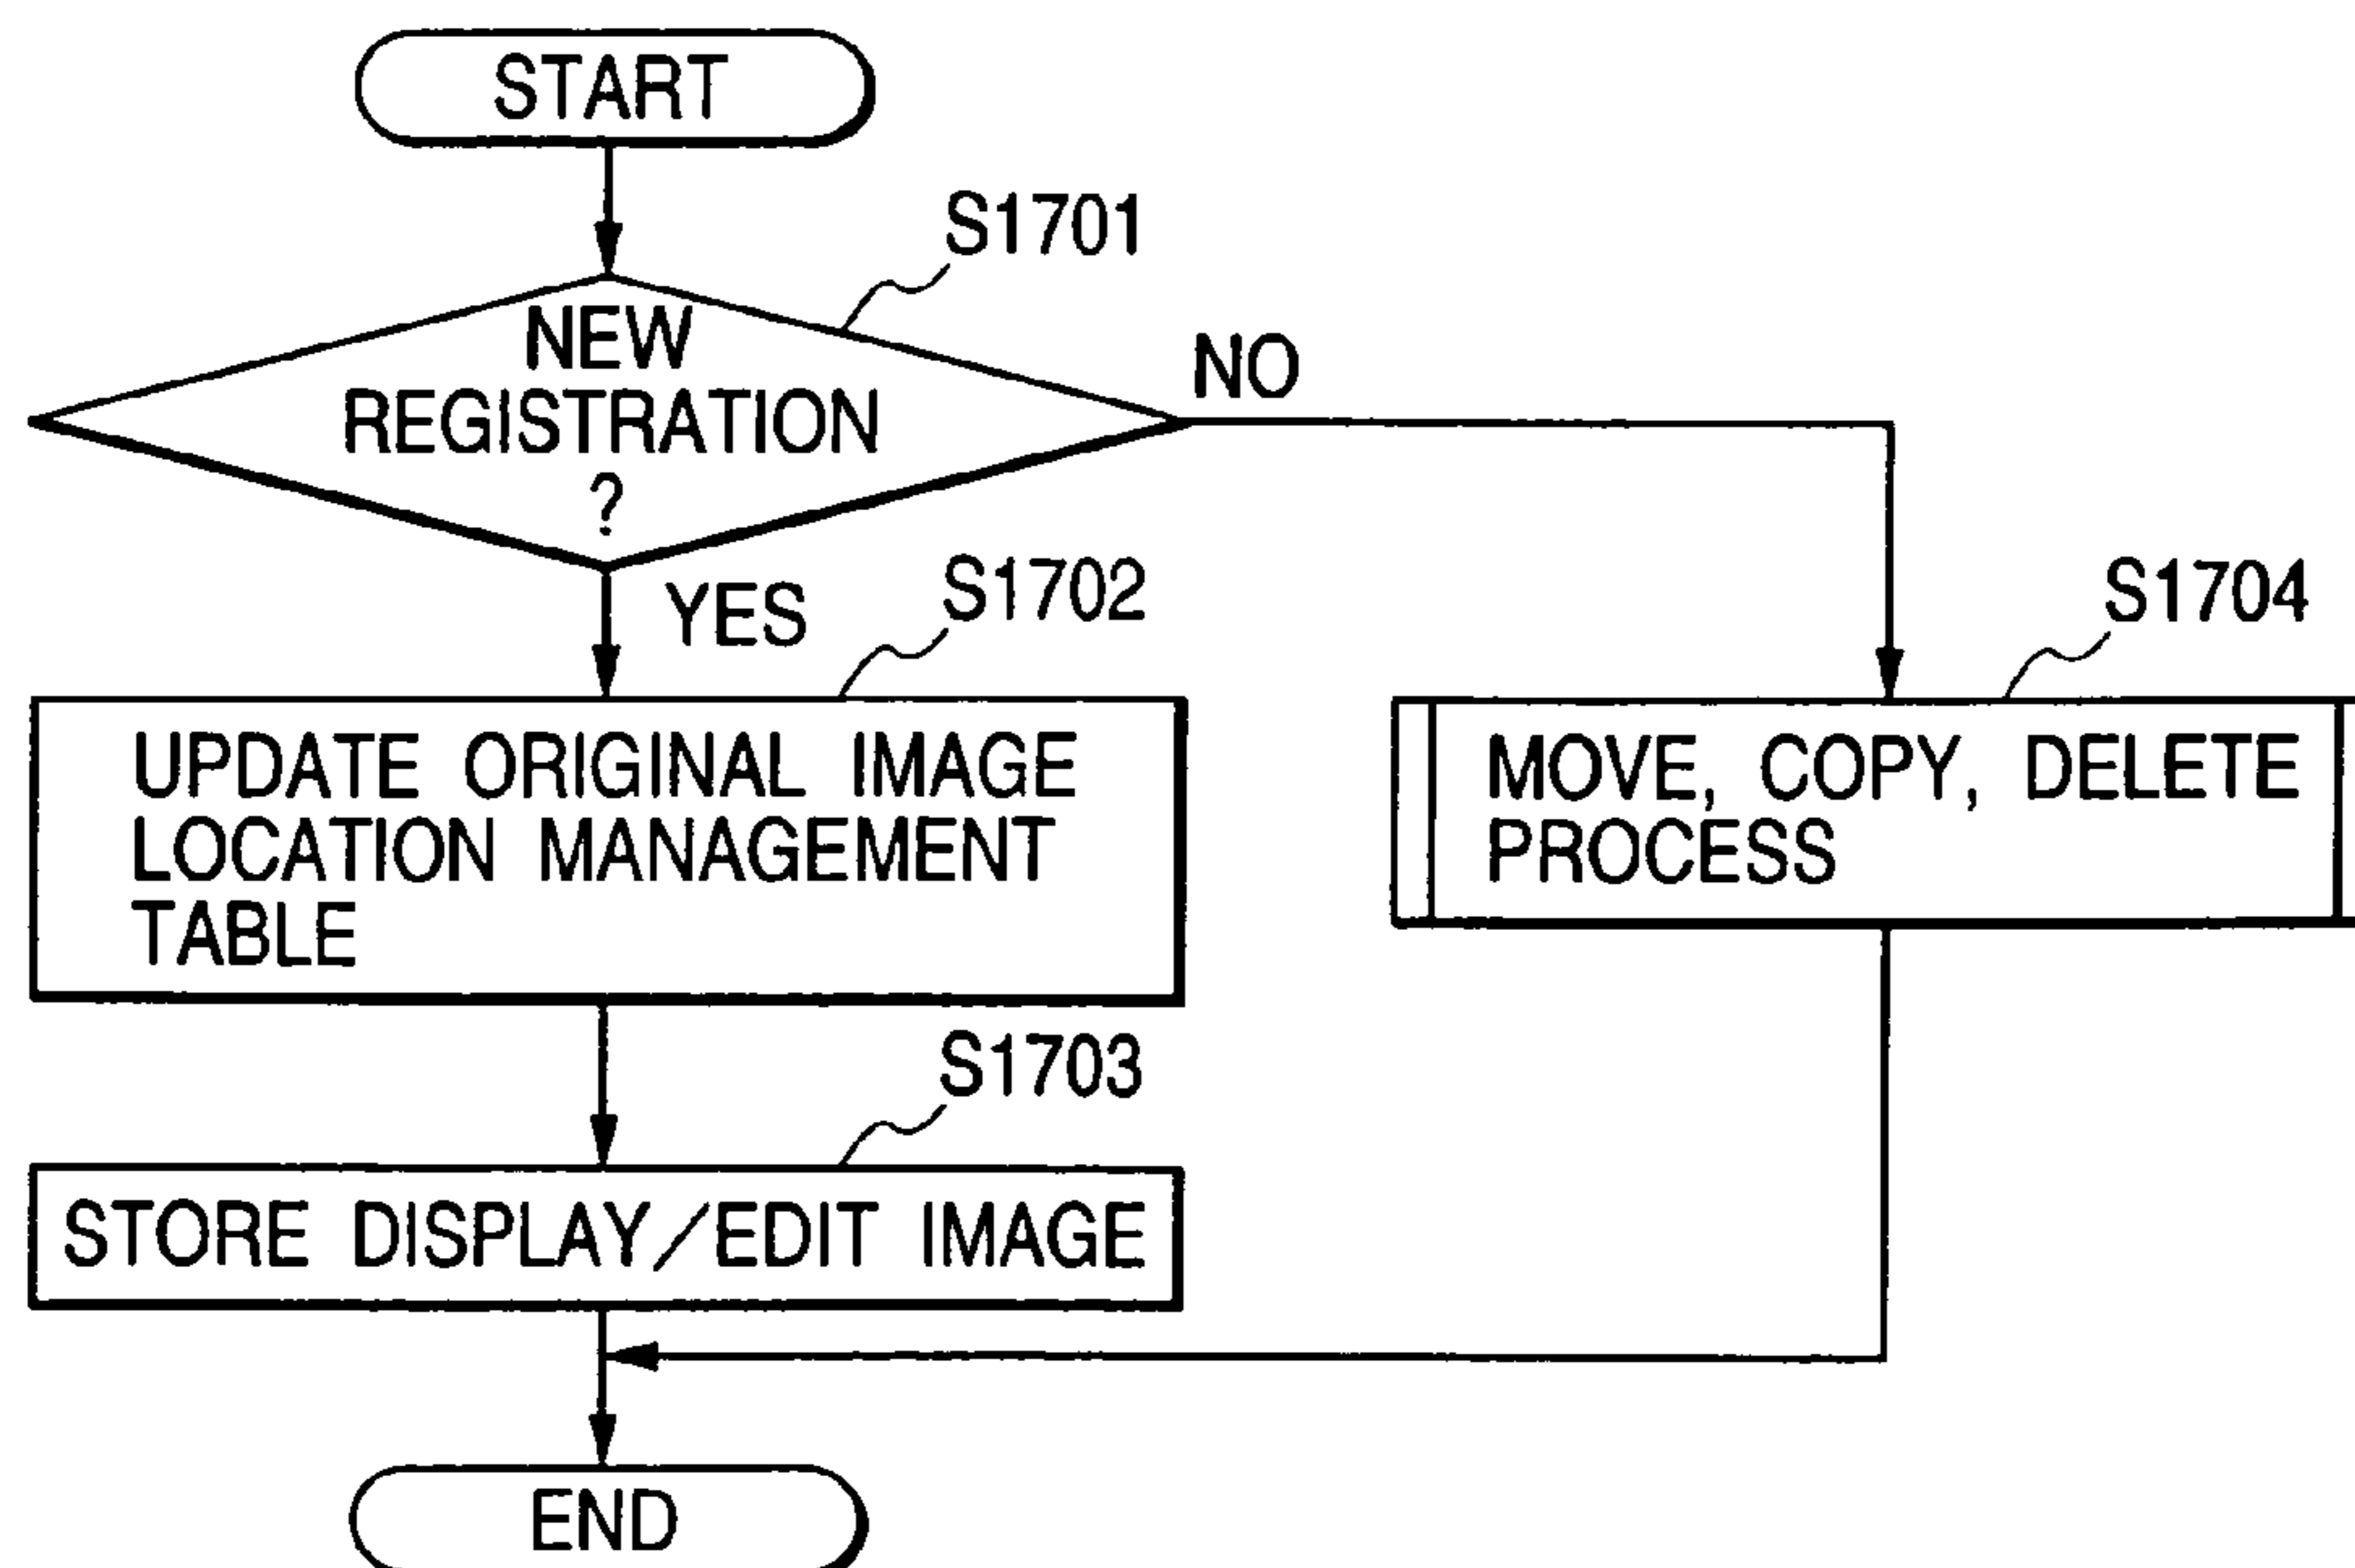 START
S1701
NEW
REGISTRATION
?
NO
YES
S1702
S1704
UPDATE ORIGINAL IMAGE
LOCATION MANAGEMENT
TABLE
MOVE, COPY, DELETE
PROCESS
S1703
STORE DISPLAY/EDIT IMAGE
END